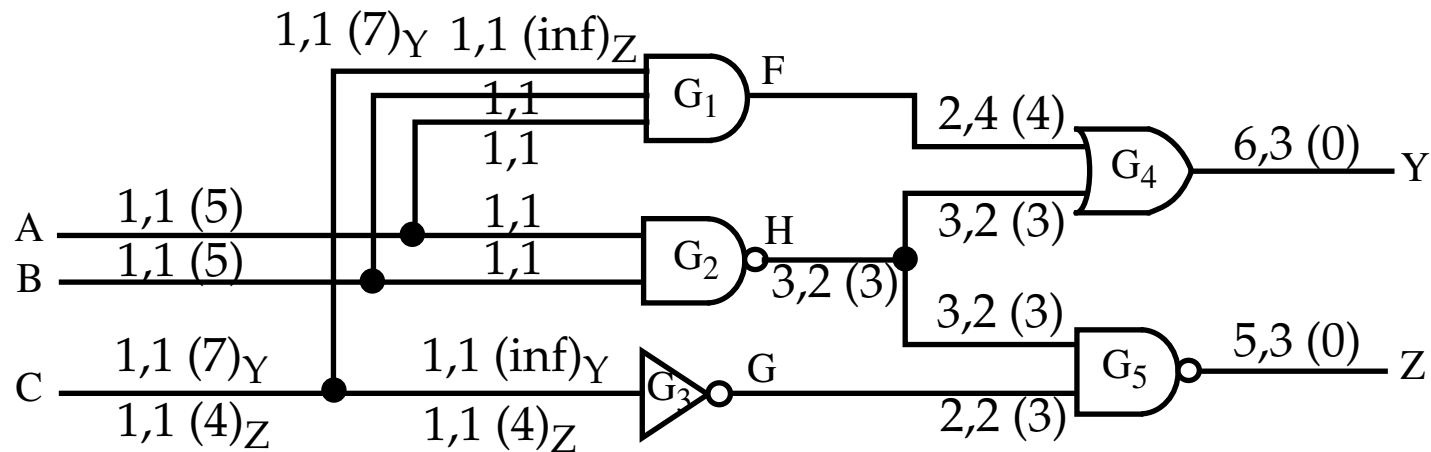 1,1 (7)Y 1,1 (inf)Z
F
G1
1,1
1,1
2,4 (4)
G4
6,3 (0)
Y
3,2 (3)
A
1,1 (5)
1,1
B
1,1 (5)
1,1
G2
H
3,2 (3)
3,2 (3)
C
1,1 (7)Y
1,1 (4)Z
1,1 (inf)Y
1,1 (4)Z
G3
G
2,2 (3)
G5
5,3 (0)
Z